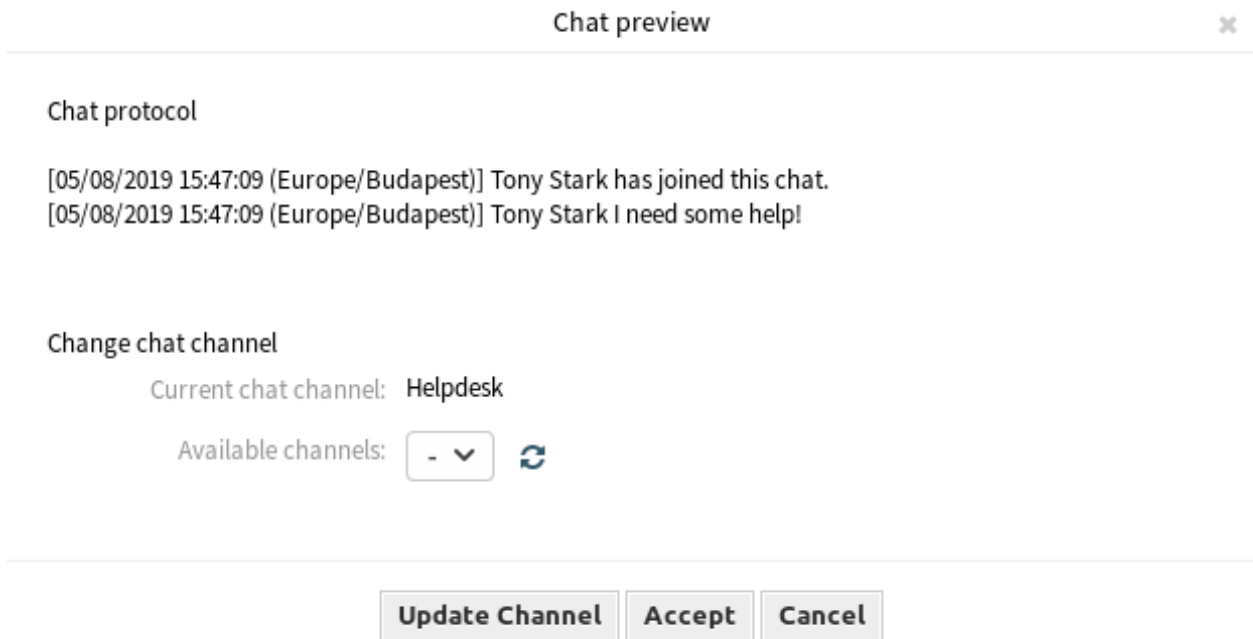 Chat preview
Chat protocol
[05/08/2019 15:47:09 (Europe/Budapest)] Tony Stark has joined this chat.
[05/08/2019 15:47:09 (Europe/Budapest)] Tony Stark I need some help!
Change chat channel
Current chat channel: Helpdesk
Available channels: -
Update Channel Accept Cancel